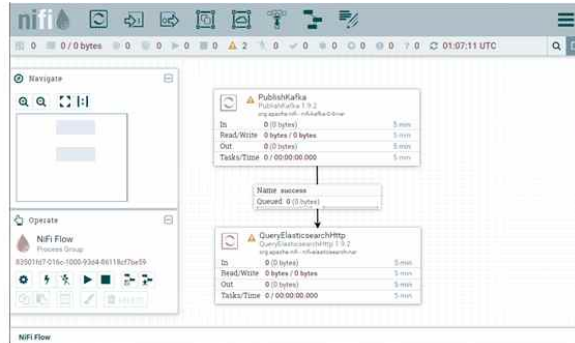 nifi
0 0 / 0 bytes 0 0 0 0 2 0 0 0 0 0 0 01:07:11 UTC
Navigate
Operate
NiFi Flow
Process Group
DELETE
PublishKafka
PublishKafka 1.9.2
In 0 (0 bytes) 5 min
Read/Write 0 bytes / 0 bytes 5 min
Out 0 (0 bytes) 5 min
Tasks/Time 0 / 00:00:00.000 5 min
Name success
Queued 0 (0 bytes)
QueryElasticsearchHttp
QueryElasticsearchHttp 1.9.2
In 0 (0 bytes) 5 min
Read/Write 0 bytes / 0 bytes 5 min
Out 0 (0 bytes) 5 min
Tasks/Time 0 / 00:00:00.000 5 min
NiFi Flow